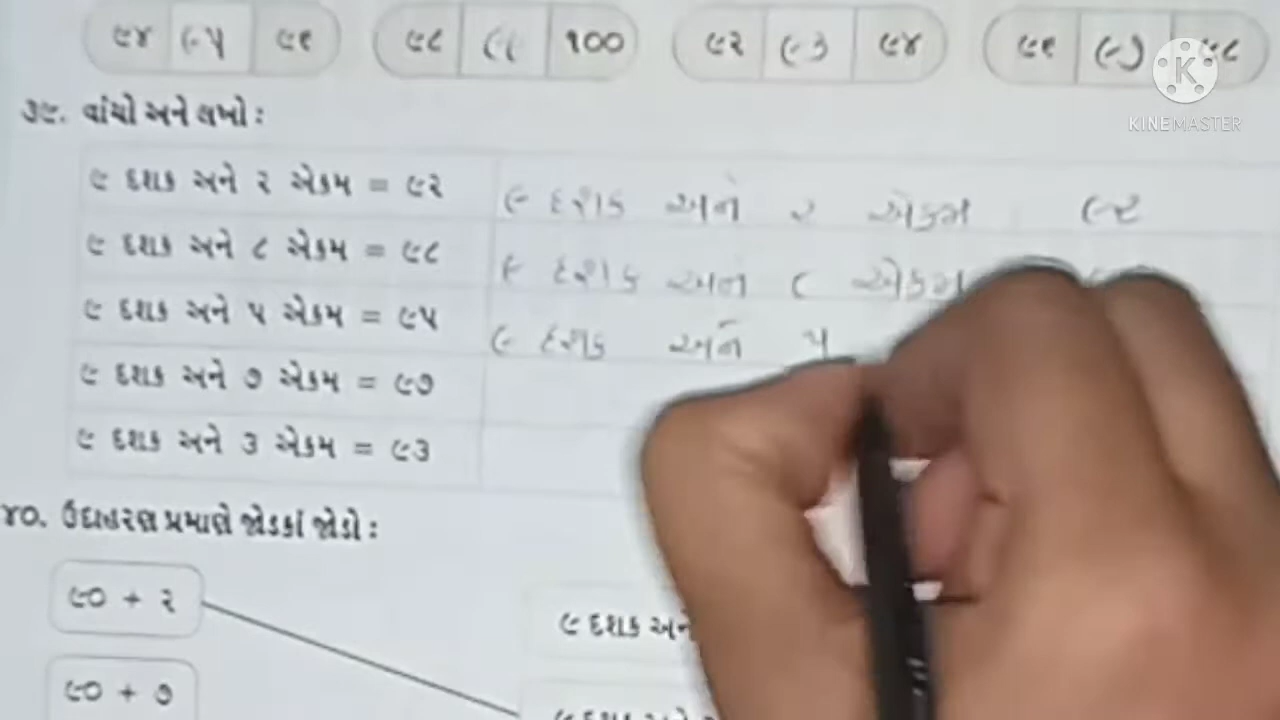 ૯૪ ૯૫ ૯૬ ૯૮ ૯૯ ૧૦૦ ૯૨ ૯૩ ૯૪ ૯૬ ૯૭ ૯૮
KINEMASTER
૩૯. વાંચો અને લખો :
૯ દશક અને ૨ એકમ = ૯૨ ૯ દશક અને ૨ એકમ ૯૨
૯ દશક અને ૮ એકમ = ૯૮ ૯ દશક અને ૮ એકમ
૯ દશક અને ૫ એકમ = ૯૫ ૯ દશક અને ૫
૯ દશક અને ૭ એકમ = ૯૭
૯ દશક અને ૩ એકમ = ૯૩
૪૦. ઉદાહરણ પ્રમાણે જોડકાં જોડો :
૯૦ + ૨
૯ દશક અને
૯૦ + ૭